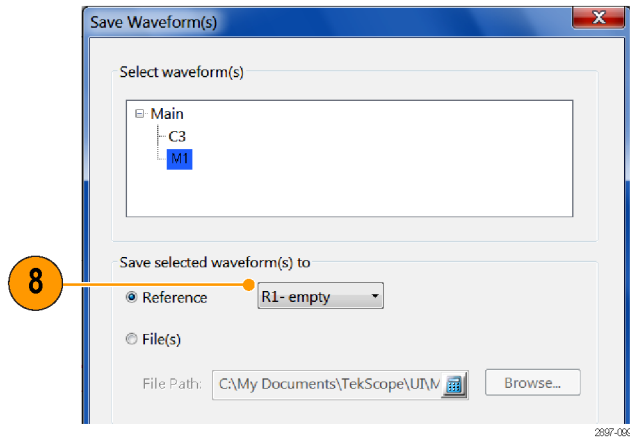 Save Waveform(s)
X
Select waveform(s)
Main
C3
M1
8
Save selected waveform(s) to
Reference
R1- empty
File(s)
File Path:
C:\My Documents\TekScope\UI\M
Browse...
2897-099